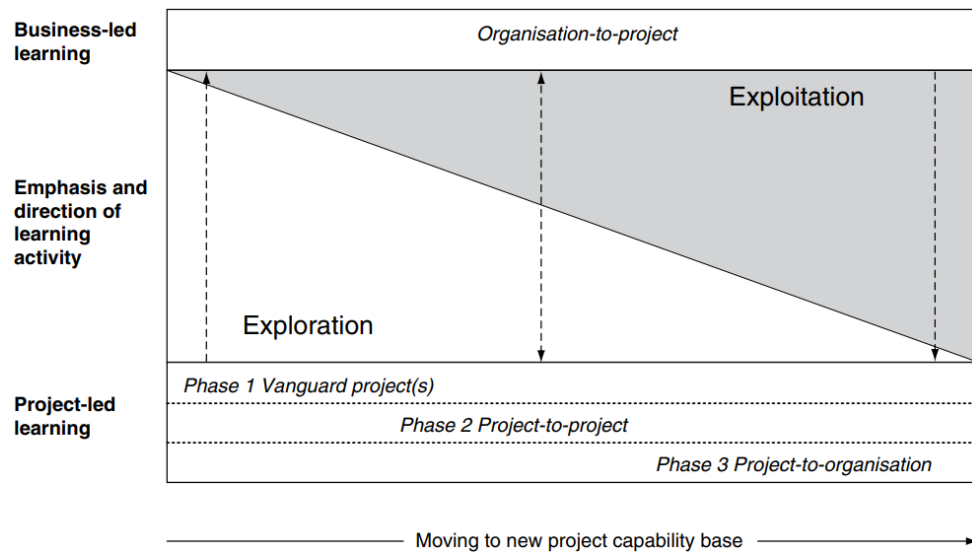 Business-led
learning
Organisation-to-project
Exploitation
Emphasis and
direction of
learning
activity
Exploration
Phase 1 Vanguard project(s)
Project-led
learning
Phase 2 Project-to-project
Phase 3 Project-to-organisation
Moving to new project capability base